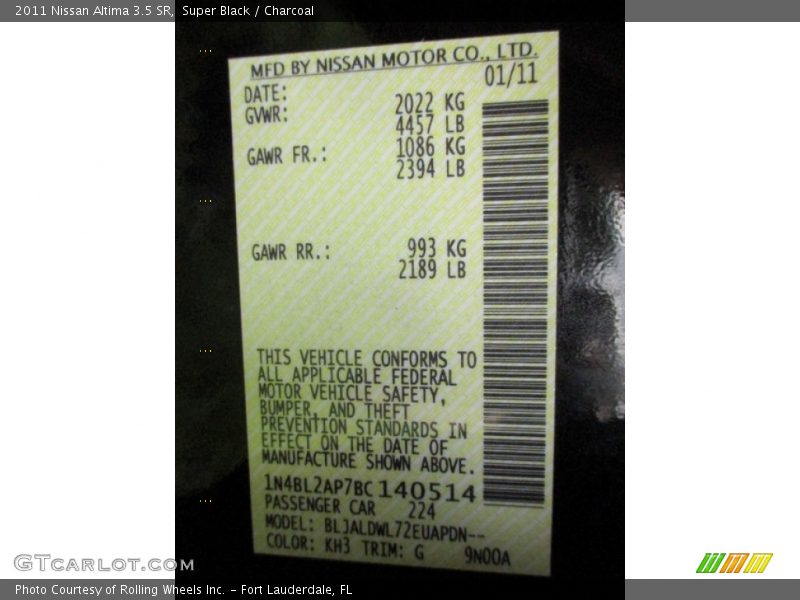 2011 Nissan Altima 3.5 SR, Super Black / Charcoal
MFD BY NISSAN MOTOR CO., LTD.
DATE: 01/11
GVWR: 2022 KG
4457 LB
GAWR FR.: 1086 KG
2394 LB
GAWR RR.: 993 KG
2189 LB
THIS VEHICLE CONFORMS TO
ALL APPLICABLE FEDERAL
MOTOR VEHICLE SAFETY,
BUMPER, AND THEFT
PREVENTION STANDARDS IN
EFFECT ON THE DATE OF
MANUFACTURE SHOWN ABOVE.
1N4BL2AP7BC140514
PASSENGER CAR 224
MODEL: BLJALDWL72EUAPDN--
COLOR: KH3 TRIM: G 9N00A
GTCARLOT.COM
Photo Courtesy of Rolling Wheels Inc. - Fort Lauderdale, FL